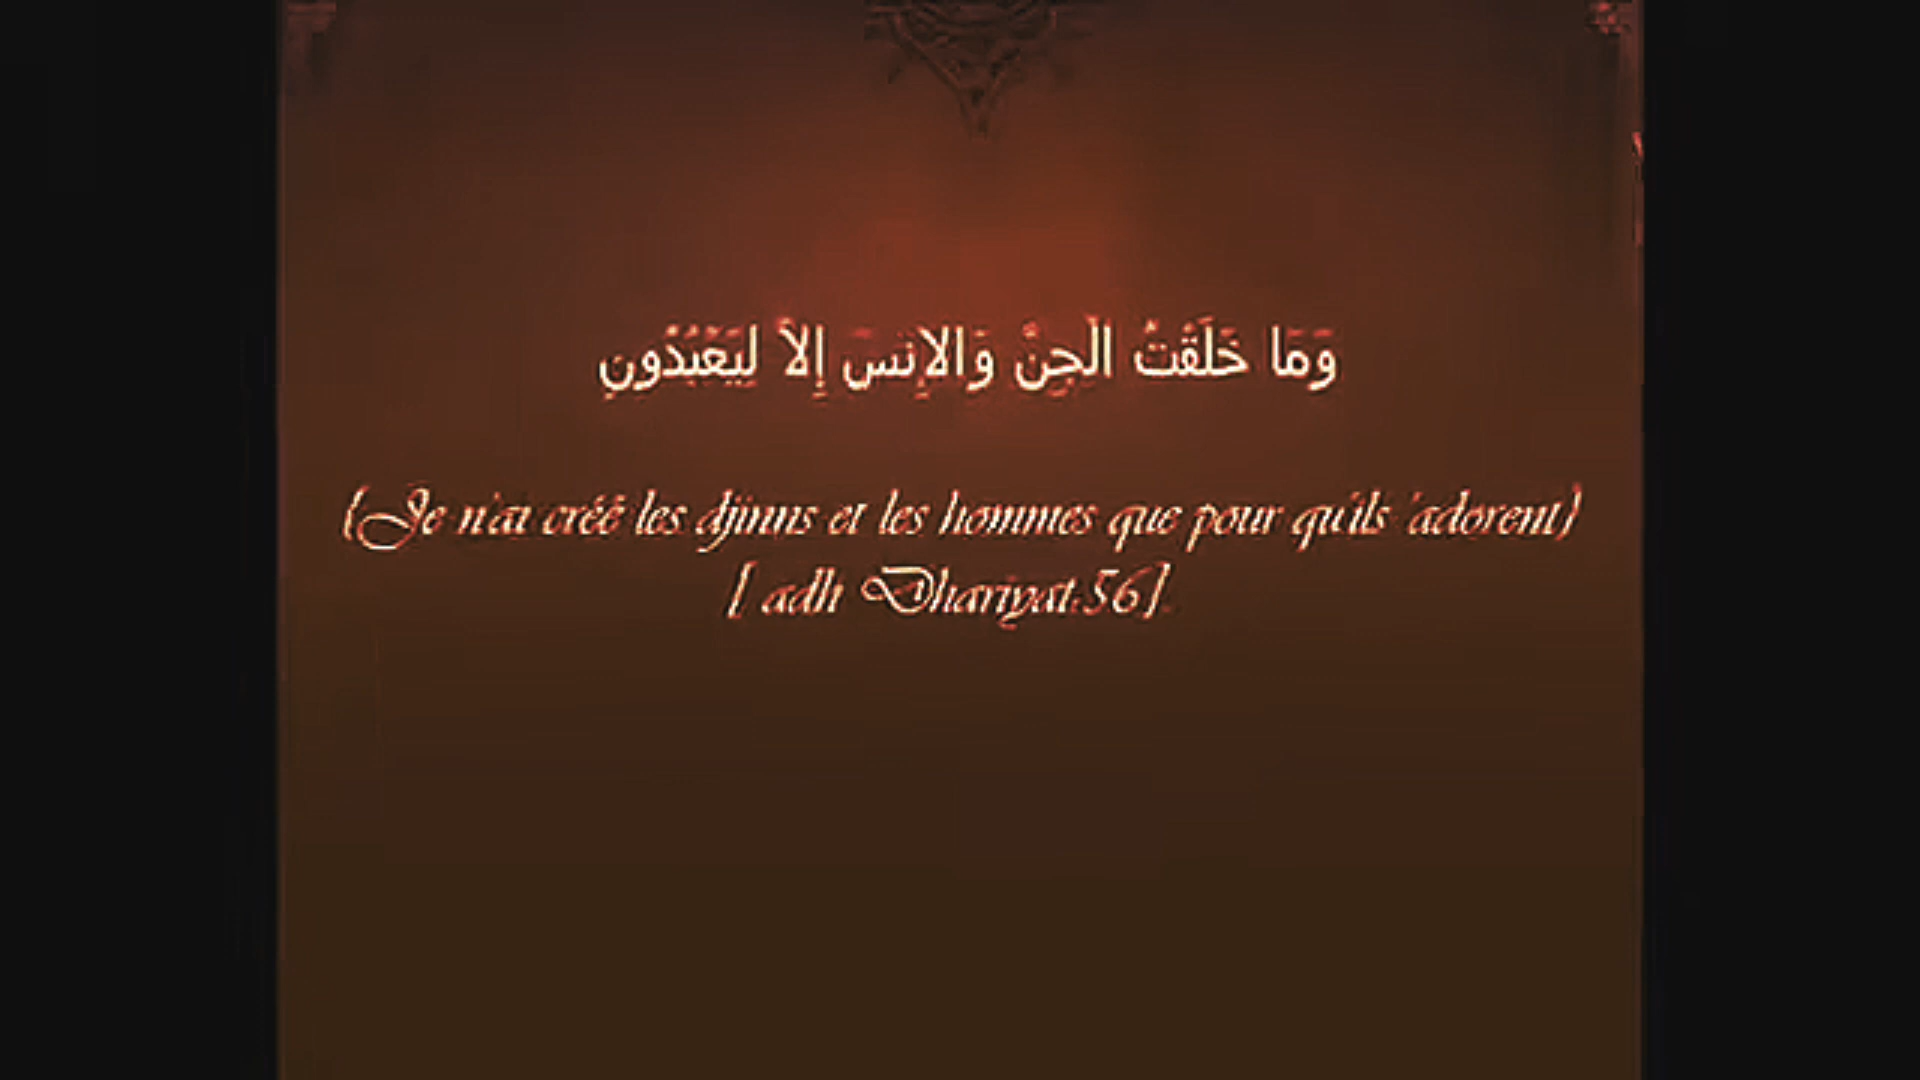 وَمَا خَلَقْتُ الْجِنَّ وَالإِنسَ إِلاَّ لِيَعْبُدُونِ
(Je n'ai créé les djinns et les hommes que pour qu'ils 'adorent)
[ adh Dhariyat:56].